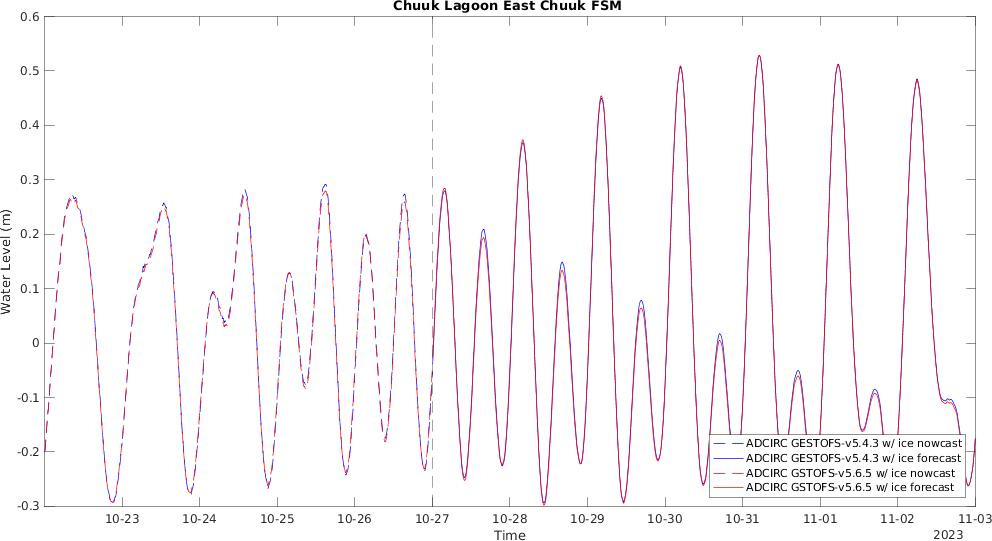 Chuuk Lagoon East Chuuk FSM
0.6
0.5
0.4
0.3
0.2
0.1
0
-0.1
-0.2
-0.3
Water Level (m)
ADCIRC GESTOFS-v5.4.3 w/ ice nowcast
ADCIRC GESTOFS-v5.4.3 w/ ice forecast
ADCIRC GSTOFS-v5.6.5 w/ ice nowcast
ADCIRC GSTOFS-v5.6.5 w/ ice forecast
10-23 10-24 10-25 10-26 10-27 10-28 10-29 10-30 10-31 11-01 11-02 11-03
Time
2023